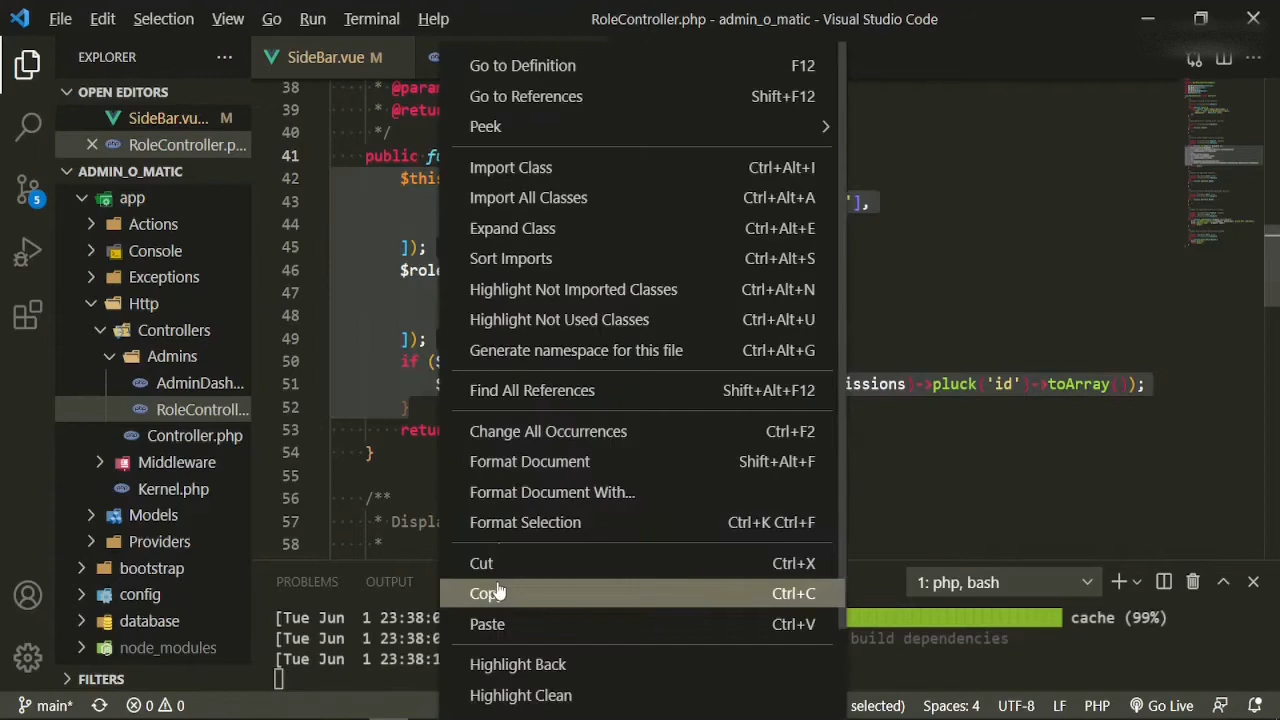 File Edit Selection View Go Run Terminal Help RoleController.php - admin_o_matic - Visual Studio Code
EXPLORER ···
SideBar.vue M
OPEN EDITORS
SideBar.vu... M
RoleController.p...
ADMIN_O_MATIC
app
Actions
Console
Exceptions
Http
Controllers
Admins
AdminDash...
RoleControll...
Controller.php
Middleware
Kernel.php
Models
Providers
bootstrap
config
database
node_modules
FILTERS
5
38 * @para
39 * @retu
40 */
41 public fu
42 $this
43 '],
44
45 ]);
46 $rol
47
48
49 ]);
50 if (
51 issions)->pluck('id')->toArray());
52 }
53 retu
54 }
55
56 /**
57 * Displ
58 *
Go to Definition F12
Go to References Shift+F12
Peek
Import Class Ctrl+Alt+I
Import All Classes Ctrl+Alt+A
Expand Class Ctrl+Alt+E
Sort Imports Ctrl+Alt+S
Highlight Not Imported Classes Ctrl+Alt+N
Highlight Not Used Classes Ctrl+Alt+U
Generate namespace for this file Ctrl+Alt+G
Find All References Shift+Alt+F12
Change All Occurrences Ctrl+F2
Format Document Shift+Alt+F
Format Document With...
Format Selection Ctrl+K Ctrl+F
Cut Ctrl+X
Copy Ctrl+C
Paste Ctrl+V
Highlight Back
Highlight Clean
PROBLEMS OUTPUT 1: php, bash
[Tue Jun 1 23:38:0
[Tue Jun 1 23:38:0
[Tue Jun 1 23:38:1
cache (99%)
build dependencies
main* 0 0 selected) Spaces: 4 UTF-8 LF PHP Go Live